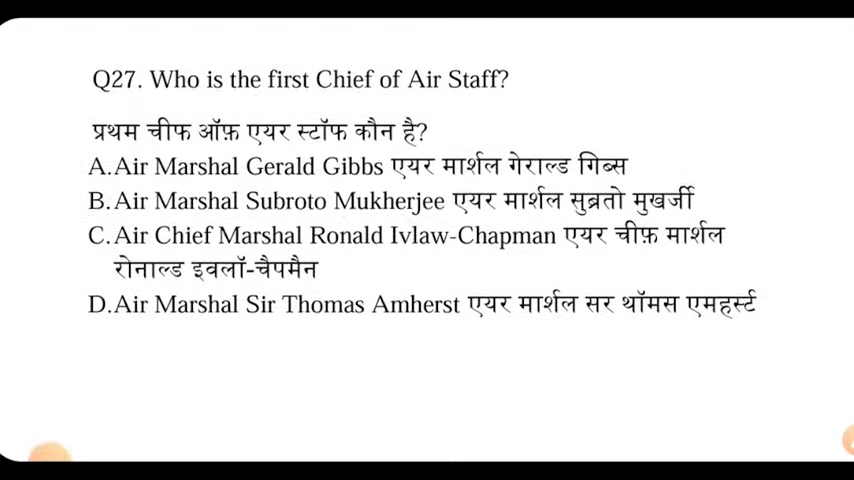 Q27. Who is the first Chief of Air Staff?
प्रथम चीफ ऑफ़ एयर स्टॉफ कौन है?
A.Air Marshal Gerald Gibbs एयर मार्शल गेराल्ड गिब्स
B.Air Marshal Subroto Mukherjee एयर मार्शल सुब्रतो मुखर्जी
C.Air Chief Marshal Ronald Ivlaw-Chapman एयर चीफ़ मार्शल
रोनाल्ड इवलॉ-चैपमैन
D.Air Marshal Sir Thomas Amherst एयर मार्शल सर थॉमस एमहर्स्ट